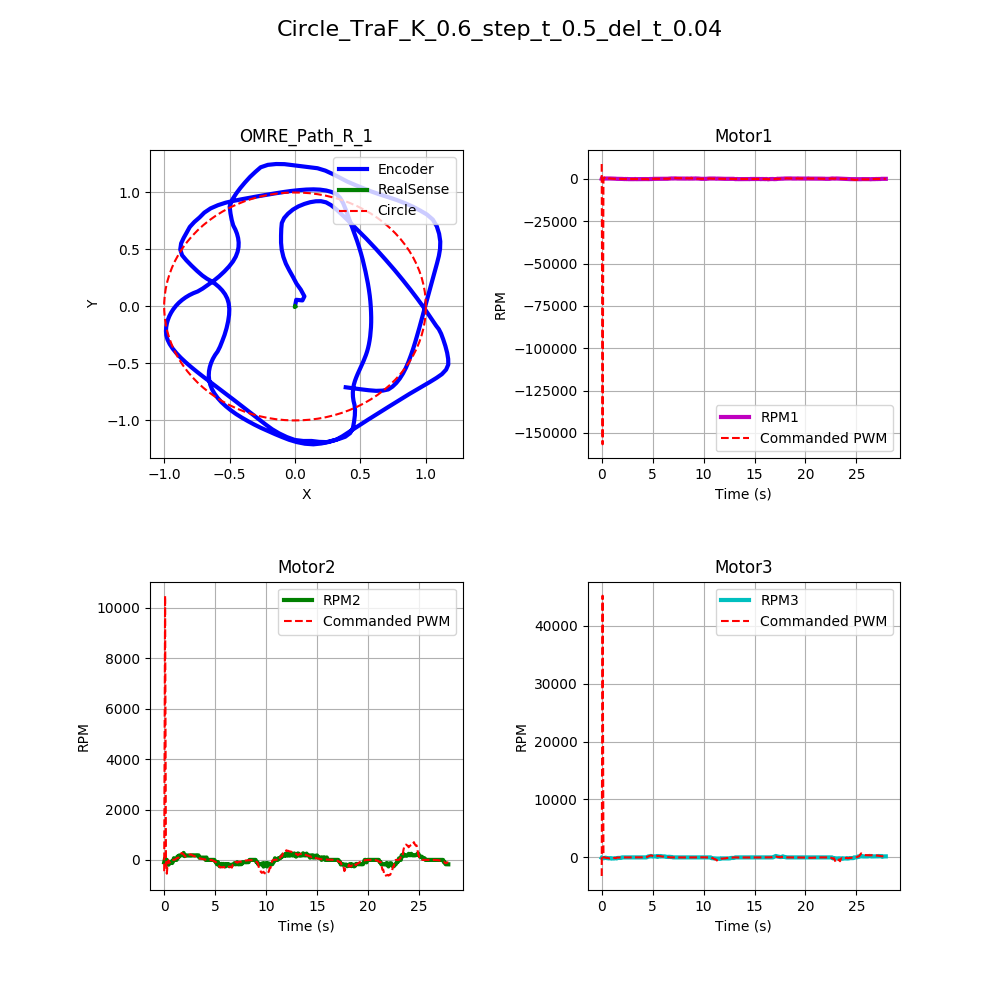 Circle_TraF_K_0.6_step_t_0.5_del_t_0.04
OMRE_Path_R_1
Encoder
RealSense
Circle
1.0
0.5
0.0
−0.5
−1.0
Y
−1.0 −0.5 0.0 0.5 1.0
X
Motor1
0
−25000
−50000
−75000
−100000
−125000
−150000
RPM
RPM1
Commanded PWM
0 5 10 15 20 25
Time (s)
Motor2
RPM2
Commanded PWM
10000
8000
6000
4000
2000
0
RPM
0 5 10 15 20 25
Time (s)
Motor3
RPM3
Commanded PWM
40000
30000
20000
10000
0
RPM
0 5 10 15 20 25
Time (s)